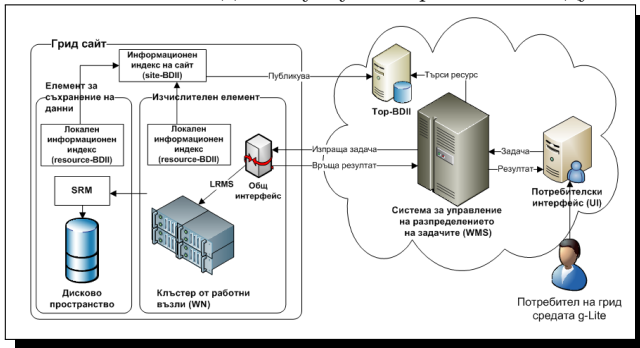 Грид сайт
Информационен
индекс на сайт
(site-BDII)
Публикува
Търси ресурс
Top-BDII
Елемент за
съхранение на
данни
Изчислителен елемент
Локален
информационен
индекс
(resource-BDII)
Локален
информационен
индекс
(resource-BDII)
Изпраща задача
Връща резултат
Задача
Резултат
LRMS
Общ
интерфейс
SRM
Потребителски
интерфейс (UI)
Система за управление
на разпределението
на задачите (WMS)
Дисково
пространство
Клъстер от работни
възли (WN)
Потребител на грид
средата g-Lite